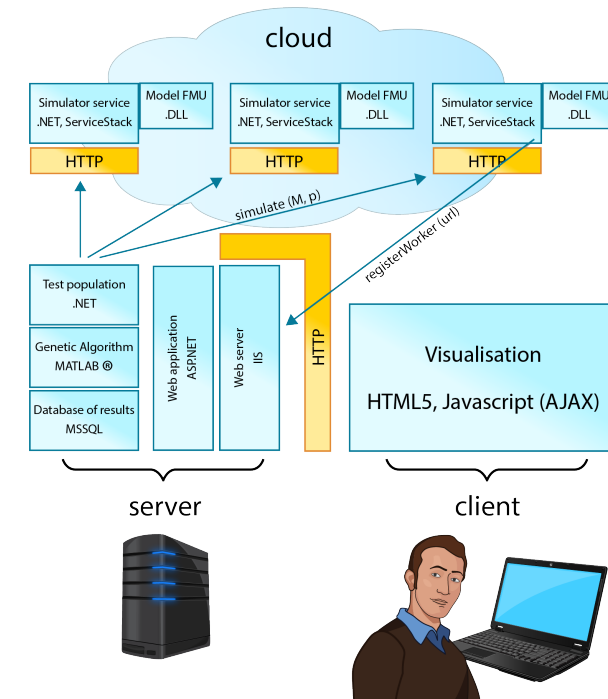 cloud
Simulator service
.NET, ServiceStack
Model FMU
.DLL
HTTP
Simulator service
.NET, ServiceStack
Model FMU
.DLL
HTTP
Simulator service
.NET, ServiceStack
Model FMU
.DLL
HTTP
simulate (M, p)
registerWorker (url)
Test population
.NET
Genetic Algorithm
MATLAB ®
Database of results
MSSQL
Web application
ASP.NET
Web server
IIS
HTTP
Visualisation
HTML5, Javascript (AJAX)
server
client